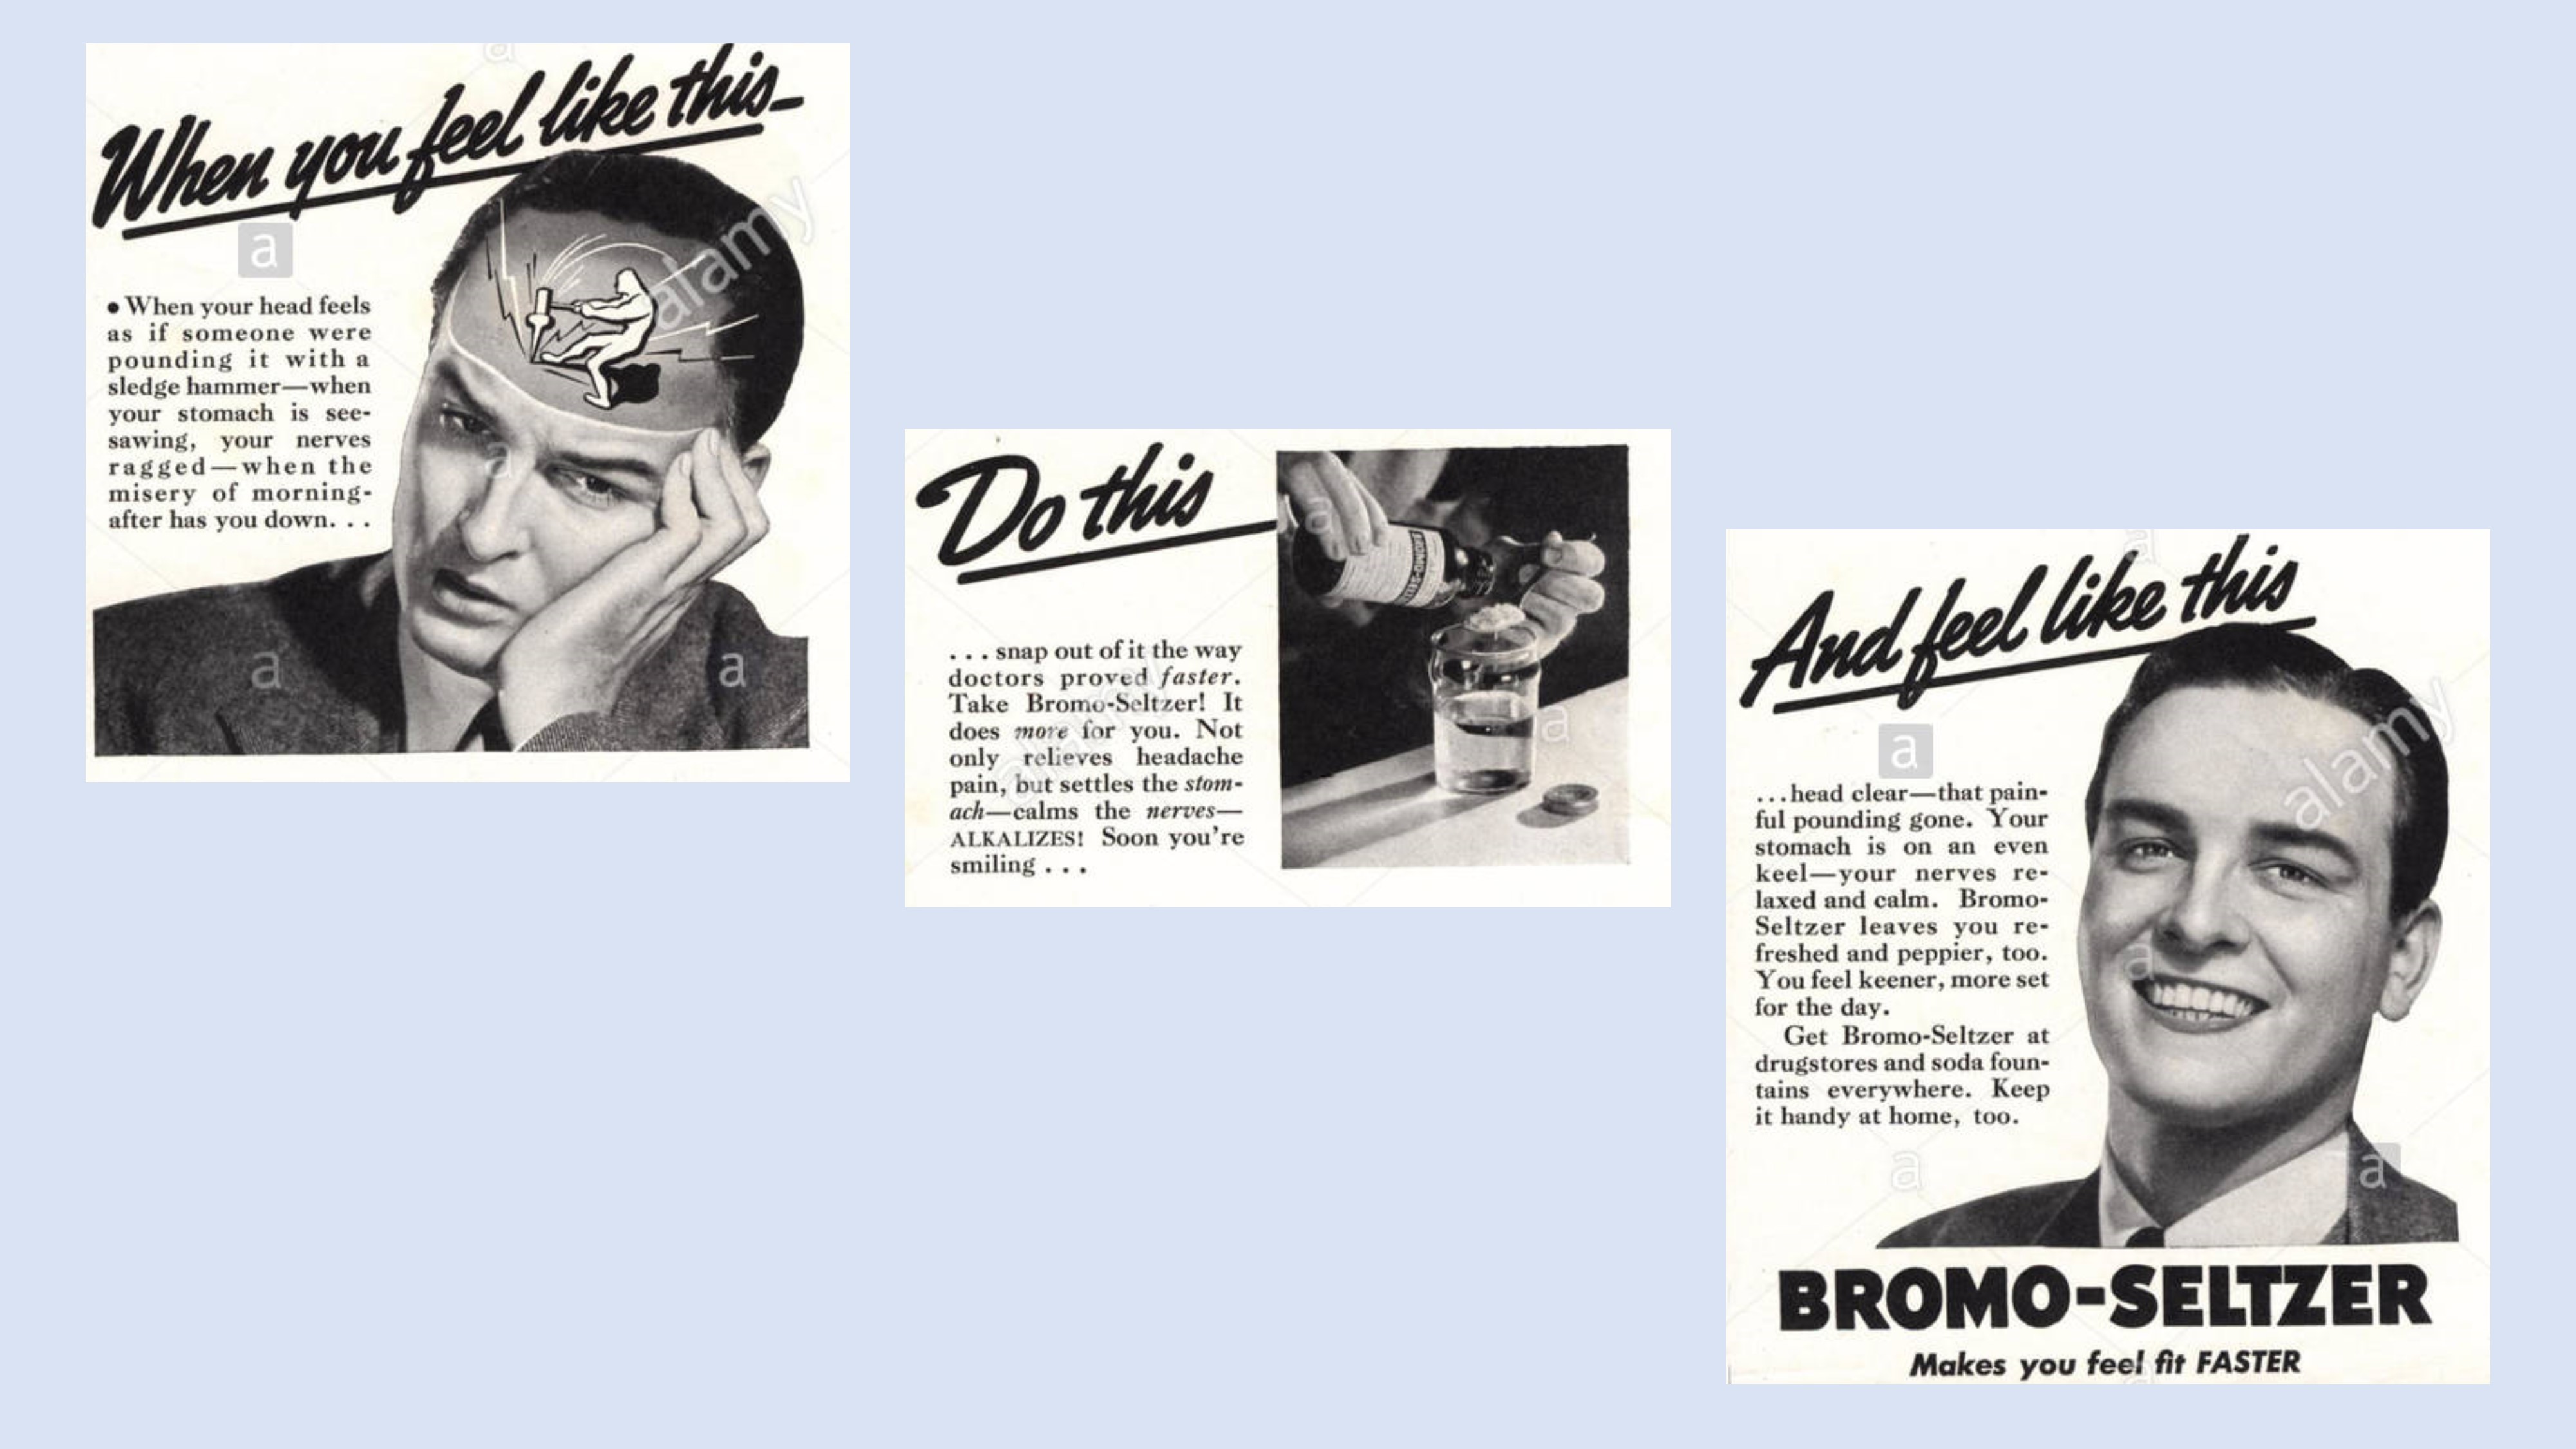 When you feel like this—
● When your head feels
as if someone were
pounding it with a
sledge hammer—when
your stomach is see-
sawing, your nerves
ragged—when the
misery of morning-
after has you down. . .
Do this
. . . snap out of it the way
doctors proved faster.
Take Bromo-Seltzer! It
does more for you. Not
only relieves headache
pain, but settles the stom-
ach—calms the nerves—
ALKALIZES! Soon you're
smiling . . .
BROMO-SELTZER
And feel like this
...head clear—that pain-
ful pounding gone. Your
stomach is on an even
keel—your nerves re-
laxed and calm. Bromo-
Seltzer leaves you re-
freshed and peppier, too.
You feel keener, more set
for the day.
Get Bromo-Seltzer at
drugstores and soda foun-
tains everywhere. Keep
it handy at home, too.
BROMO-SELTZER
Makes you feel fit FASTER
a
alamy
a
a
a
a
alamy
a
a
a
alamy
a
a
a